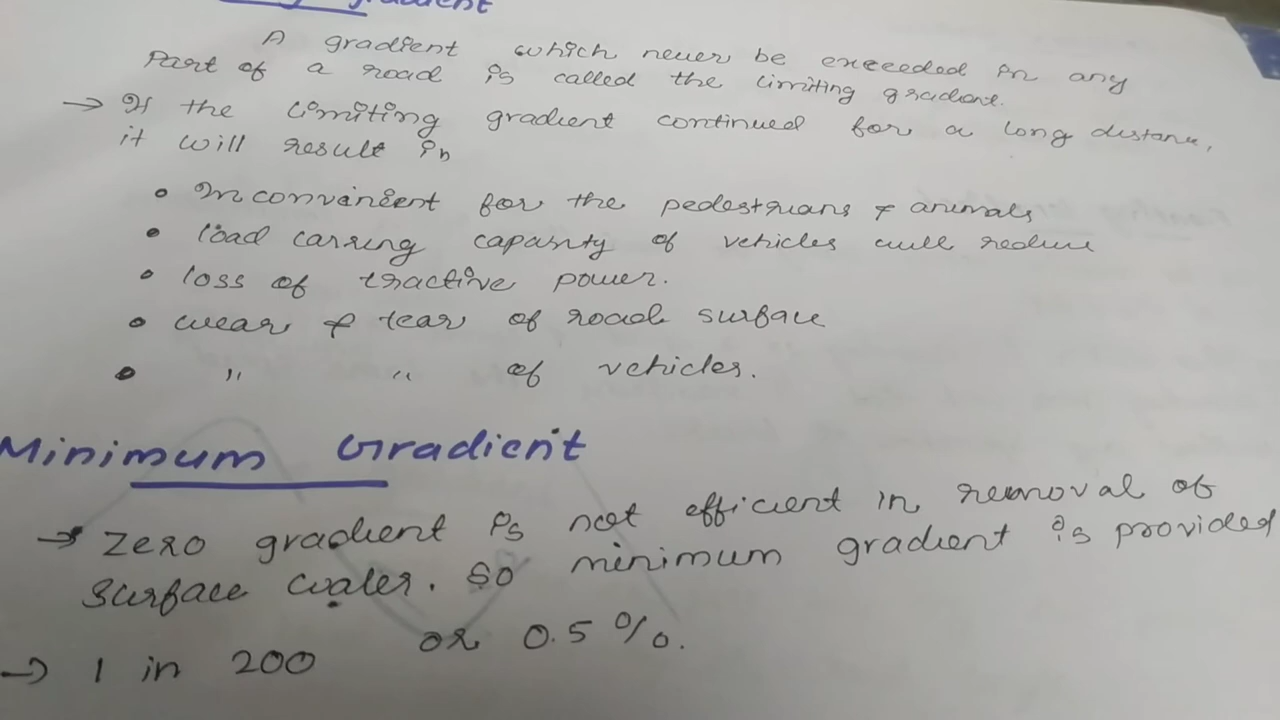 gradient
A gradient which never be exceeded in any
Part of a road is called the limiting gradient.
→ If the limiting gradient continued for a long distance,
it will result in
• Inconvinient for the pedestrians & animals
• load carring capasity of vehicles will reduce
• loss of tractive power.
• wear & tear of road surface
• " " of vehicles.
Minimum Gradient
→ Zero gradient is not efficient in removal of
surface water. So minimum gradient is provided
→ 1 in 200 or 0.5%.